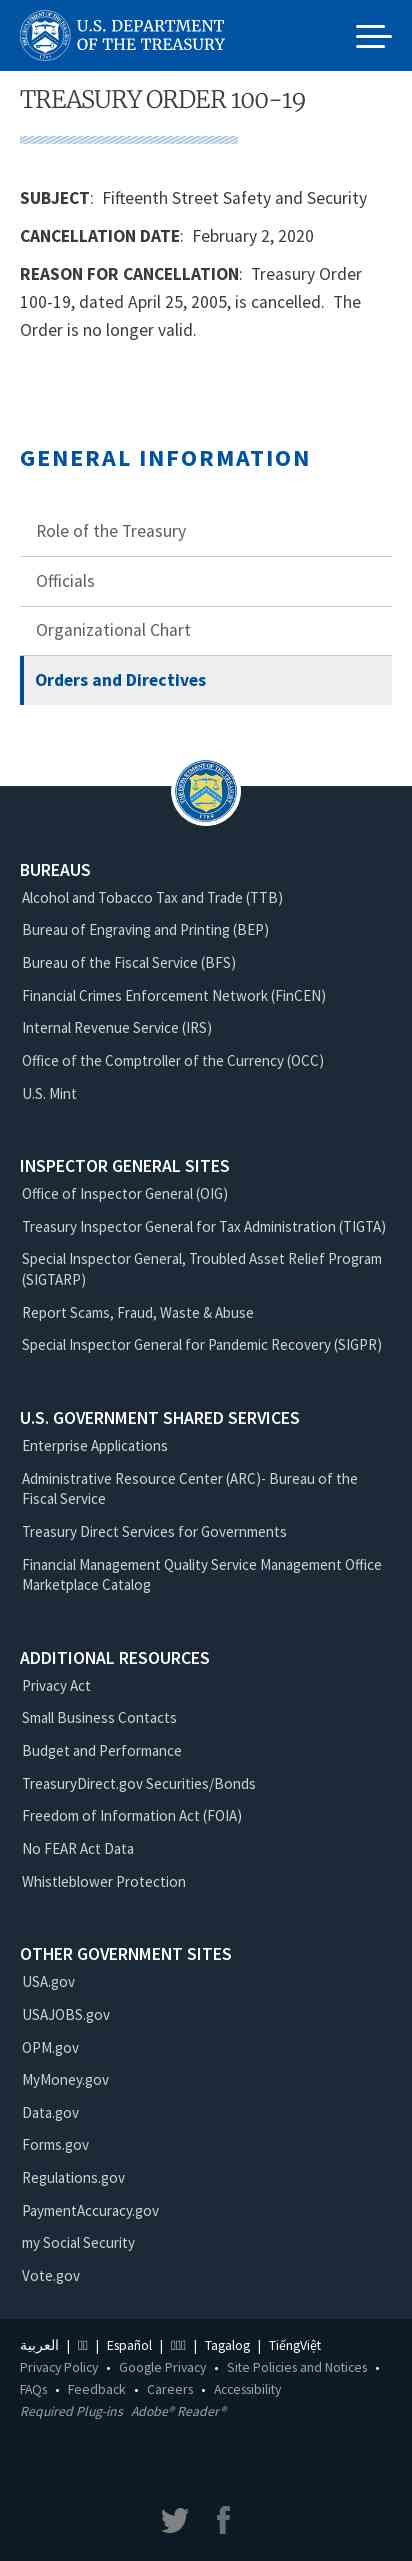 U.S. DEPARTMENT
OF THE TREASURY
TREASURY ORDER 100-19
SUBJECT:  Fifteenth Street Safety and Security
CANCELLATION DATE:  February 2, 2020
REASON FOR CANCELLATION:  Treasury Order
100-19, dated April 25, 2005, is cancelled.  The
Order is no longer valid.
GENERAL INFORMATION
Role of the Treasury
Officials
Organizational Chart
Orders and Directives
THE DEPARTMENT OF THE TREASURY
1789
BUREAUS
Alcohol and Tobacco Tax and Trade (TTB)
Bureau of Engraving and Printing (BEP)
Bureau of the Fiscal Service (BFS)
Financial Crimes Enforcement Network (FinCEN)
Internal Revenue Service (IRS)
Office of the Comptroller of the Currency (OCC)
U.S. Mint
INSPECTOR GENERAL SITES
Office of Inspector General (OIG)
Treasury Inspector General for Tax Administration (TIGTA)
Special Inspector General, Troubled Asset Relief Program
(SIGTARP)
Report Scams, Fraud, Waste & Abuse
Special Inspector General for Pandemic Recovery (SIGPR)
U.S. GOVERNMENT SHARED SERVICES
Enterprise Applications
Administrative Resource Center (ARC)- Bureau of the
Fiscal Service
Treasury Direct Services for Governments
Financial Management Quality Service Management Office
Marketplace Catalog
ADDITIONAL RESOURCES
Privacy Act
Small Business Contacts
Budget and Performance
TreasuryDirect.gov Securities/Bonds
Freedom of Information Act (FOIA)
No FEAR Act Data
Whistleblower Protection
OTHER GOVERNMENT SITES
USA.gov
USAJOBS.gov
OPM.gov
MyMoney.gov
Data.gov
Forms.gov
Regulations.gov
PaymentAccuracy.gov
my Social Security
Vote.gov
العربية | | Español | | Tagalog | TiếngViệt
Privacy Policy • Google Privacy • Site Policies and Notices •
FAQs • Feedback • Careers • Accessibility
Required Plug-ins Adobe® Reader®